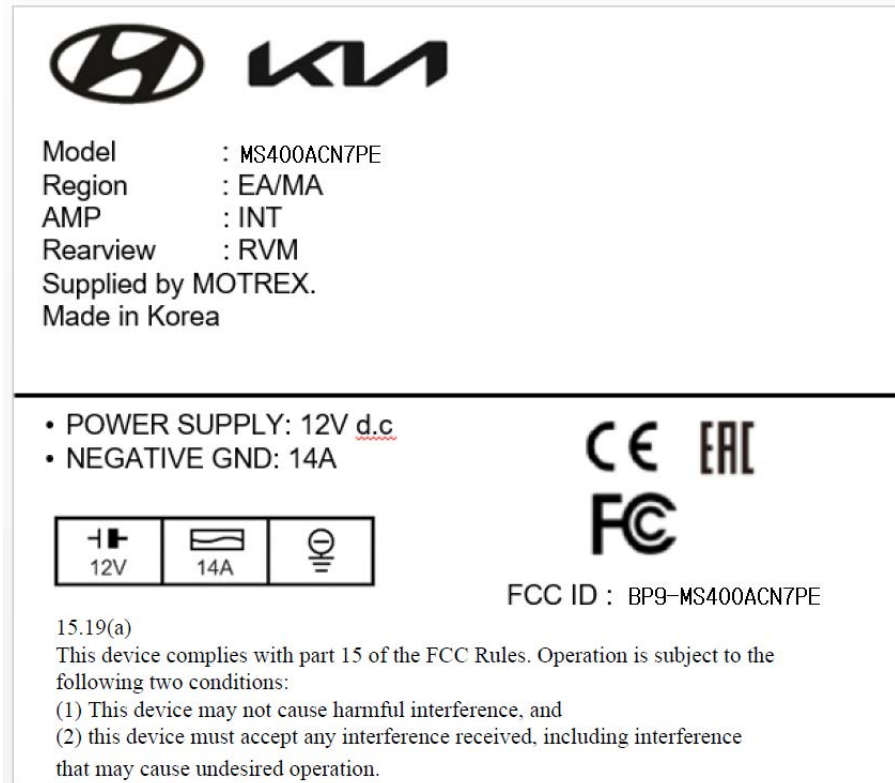 KIA
Model : MS400ACN7PE
Region : EA/MA
AMP : INT
Rearview : RVM
Supplied by MOTREX.
Made in Korea
• POWER SUPPLY: 12V d.c
• NEGATIVE GND: 14A
CE EAC
FC
12V 14A
FCC ID : BP9-MS400ACN7PE
15.19(a)
This device complies with part 15 of the FCC Rules. Operation is subject to the
following two conditions:
(1) This device may not cause harmful interference, and
(2) this device must accept any interference received, including interference
that may cause undesired operation.